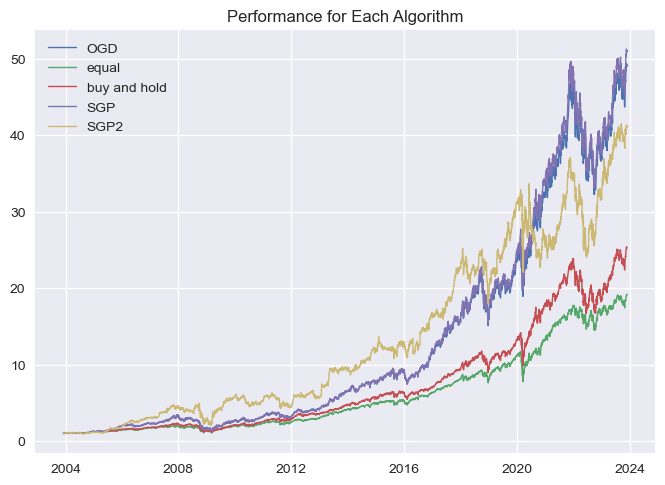 Performance for Each Algorithm
OGD
equal
buy and hold
SGP
SGP2
50
40
30
20
10
0
2004 2008 2012 2016 2020 2024